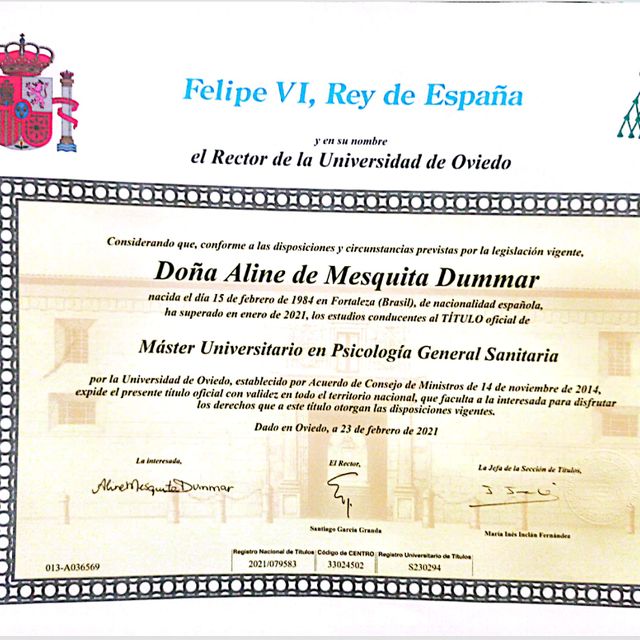 Felipe VI, Rey de España
y en su nombre
el Rector de la Universidad de Oviedo
Considerando que, conforme a las disposiciones y circunstancias previstas por la legislación vigente,
Doña Aline de Mesquita Dummar
nacida el día 15 de febrero de 1984 en Fortaleza (Brasil), de nacionalidad española,
ha superado en enero de 2021, los estudios conducentes al TÍTULO oficial de
Máster Universitario en Psicología General Sanitaria
por la Universidad de Oviedo, establecido por Acuerdo de Consejo de Ministros de 14 de noviembre de 2014,
expide el presente título oficial con validez en todo el territorio nacional, que faculta a la interesada para disfrutar
los derechos que a este título otorgan las disposiciones vigentes.
Dado en Oviedo, a 23 de febrero de 2021
La interesada, El Rector, La Jefa de la Sección de Títulos,
Aline Mesquita Dummar
Santiago García Granda María Inés Inclán Fernández
Registro Nacional de Títulos Código de CENTRO Registro Universitario de Títulos
013-A036569 2021/079583 33024502 S230294